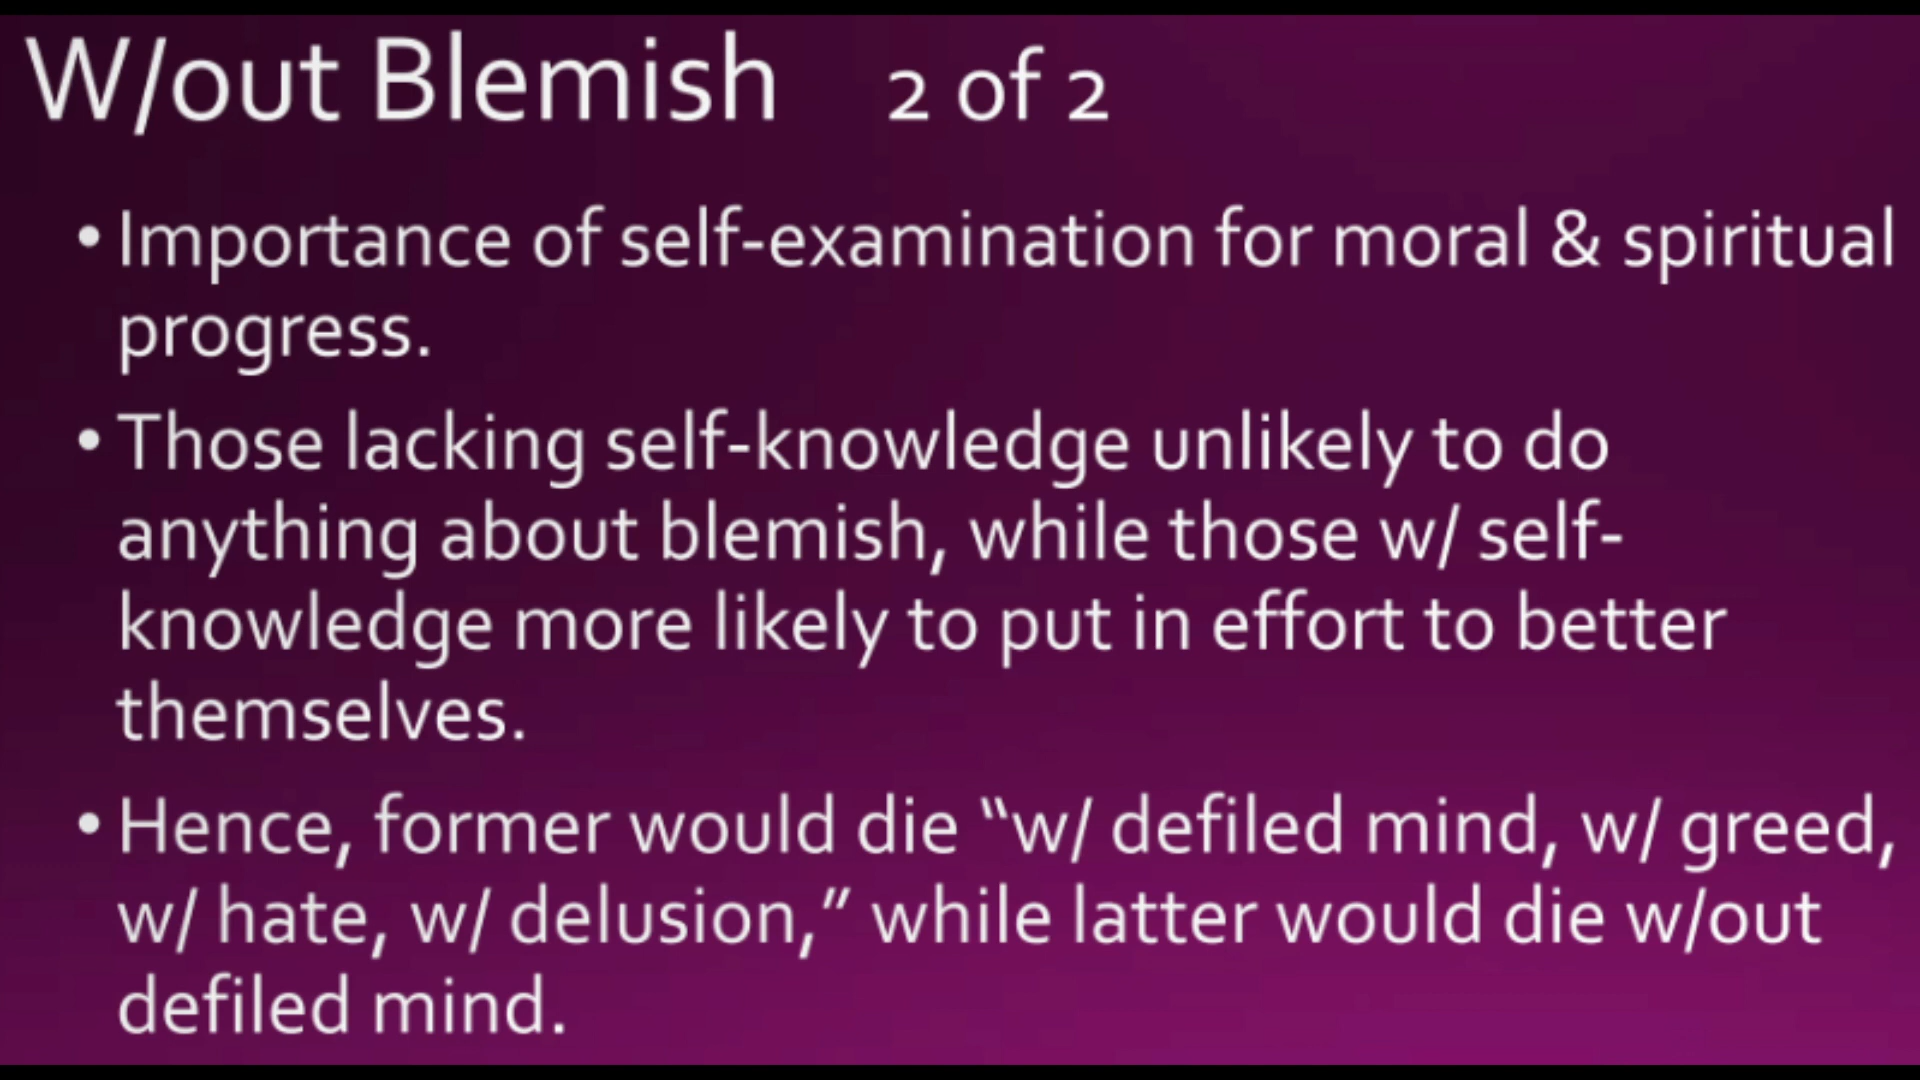 W/out Blemish 2 of 2
• Importance of self-examination for moral & spiritual
progress.
• Those lacking self-knowledge unlikely to do
anything about blemish, while those w/ self-
knowledge more likely to put in effort to better
themselves.
• Hence, former would die “w/ defiled mind, w/ greed,
w/ hate, w/ delusion,” while latter would die w/out
defiled mind.